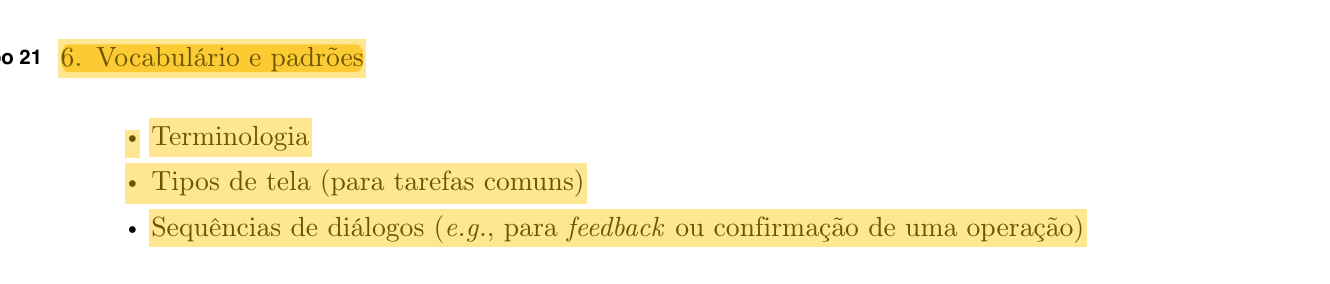 o 21 6. Vocabulário e padrões
• Terminologia
• Tipos de tela (para tarefas comuns)
• Sequências de diálogos (e.g., para feedback ou confirmação de uma operação)